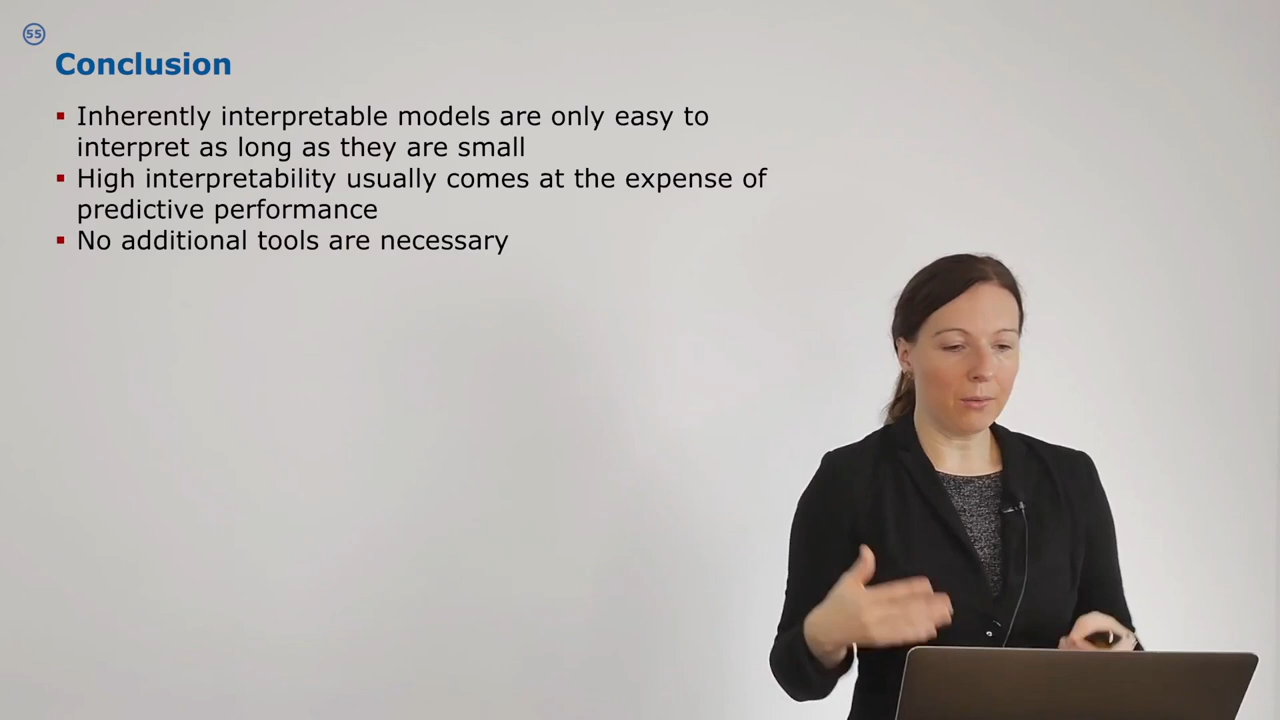 55
Conclusion
▪ Inherently interpretable models are only easy to
interpret as long as they are small
▪ High interpretability usually comes at the expense of
predictive performance
▪ No additional tools are necessary